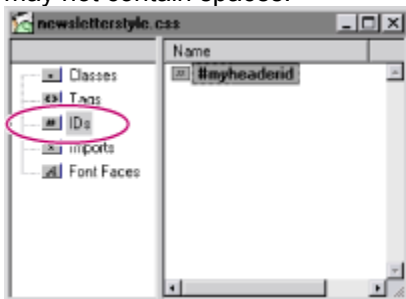 may not contain spaces.
newsletterstyle.css
Name
Classes
Tags
IDs
Imports
Font Faces
#myheaderid